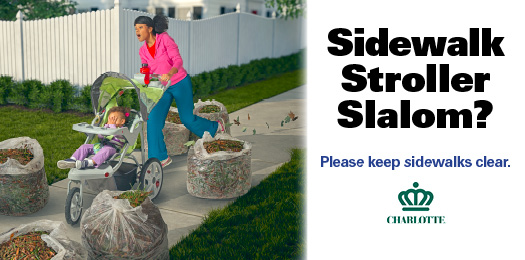 Sidewalk
Stroller
Slalom?
Please keep sidewalks clear.
CHARLOTTE